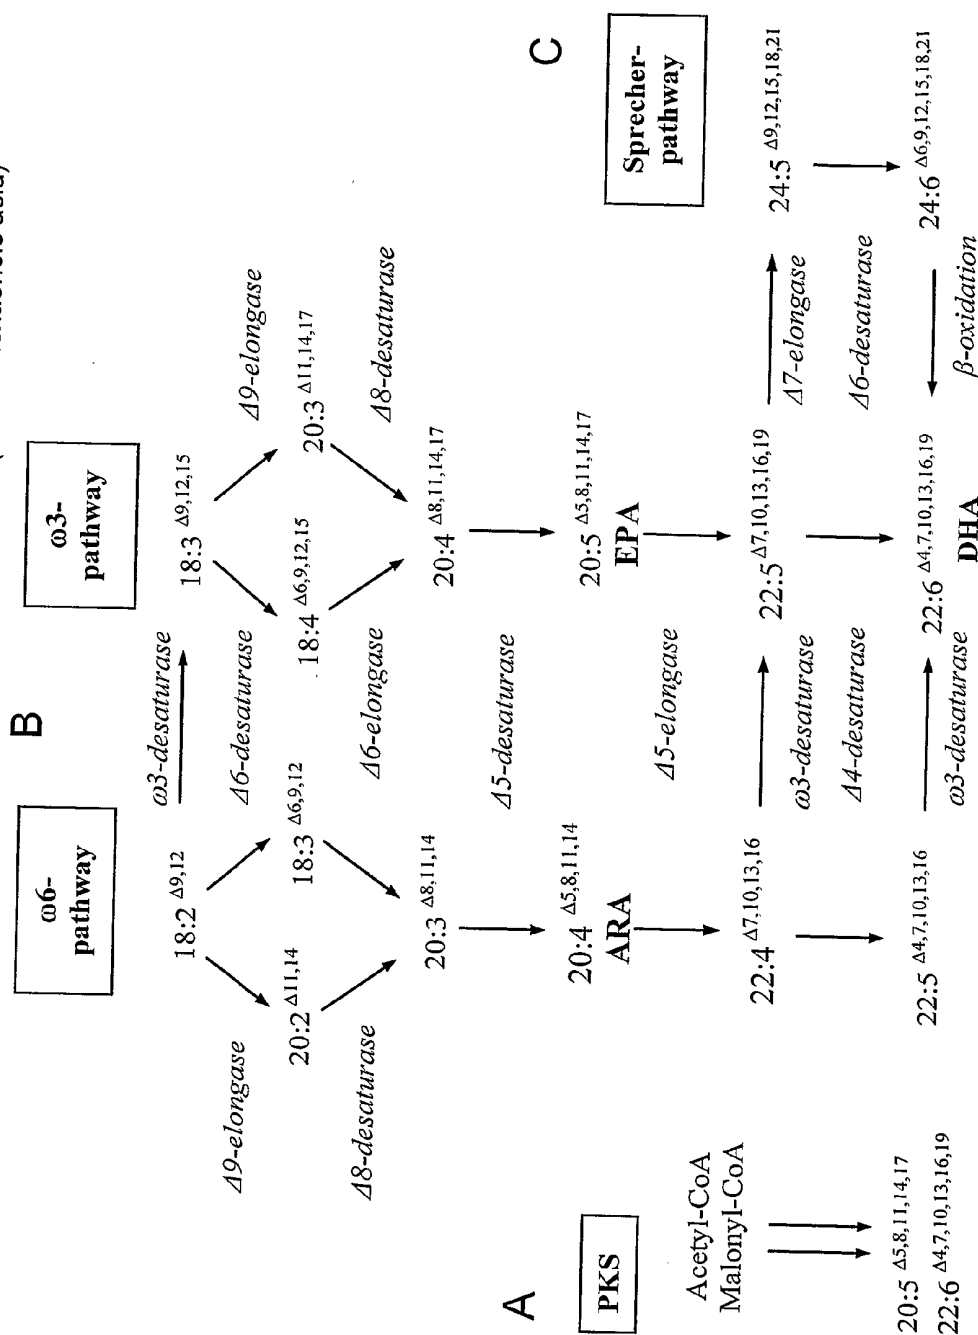 B
C
A
ω6-
pathway
ω3-
pathway
18:2 Δ9,12
ω3-desaturase
18:3 Δ9,12,15
Δ9-elongase
Δ6-desaturase
Δ9-elongase
20:2 Δ11,14
18:3 Δ6,9,12
18:4 Δ6,9,12,15
20:3 Δ11,14,17
Δ8-desaturase
Δ6-elongase
Δ8-desaturase
20:3 Δ8,11,14
20:4 Δ8,11,14,17
Δ5-desaturase
PKS
20:4 Δ5,8,11,14
ARA
20:5 Δ5,8,11,14,17
EPA
Sprecher-
pathway
Δ5-elongase
Acetyl-CoA
Malonyl-CoA
22:4 Δ7,10,13,16
22:5 Δ7,10,13,16,19
24:5 Δ9,12,15,18,21
ω3-desaturase
Δ7-elongase
Δ4-desaturase
Δ6-desaturase
20:5 Δ5,8,11,14,17
22:6 Δ4,7,10,13,16,19
22:5 Δ4,7,10,13,16
22:6 Δ4,7,10,13,16,19
24:6 Δ6,9,12,15,18,21
ω3-desaturase
DHA
β-oxidation